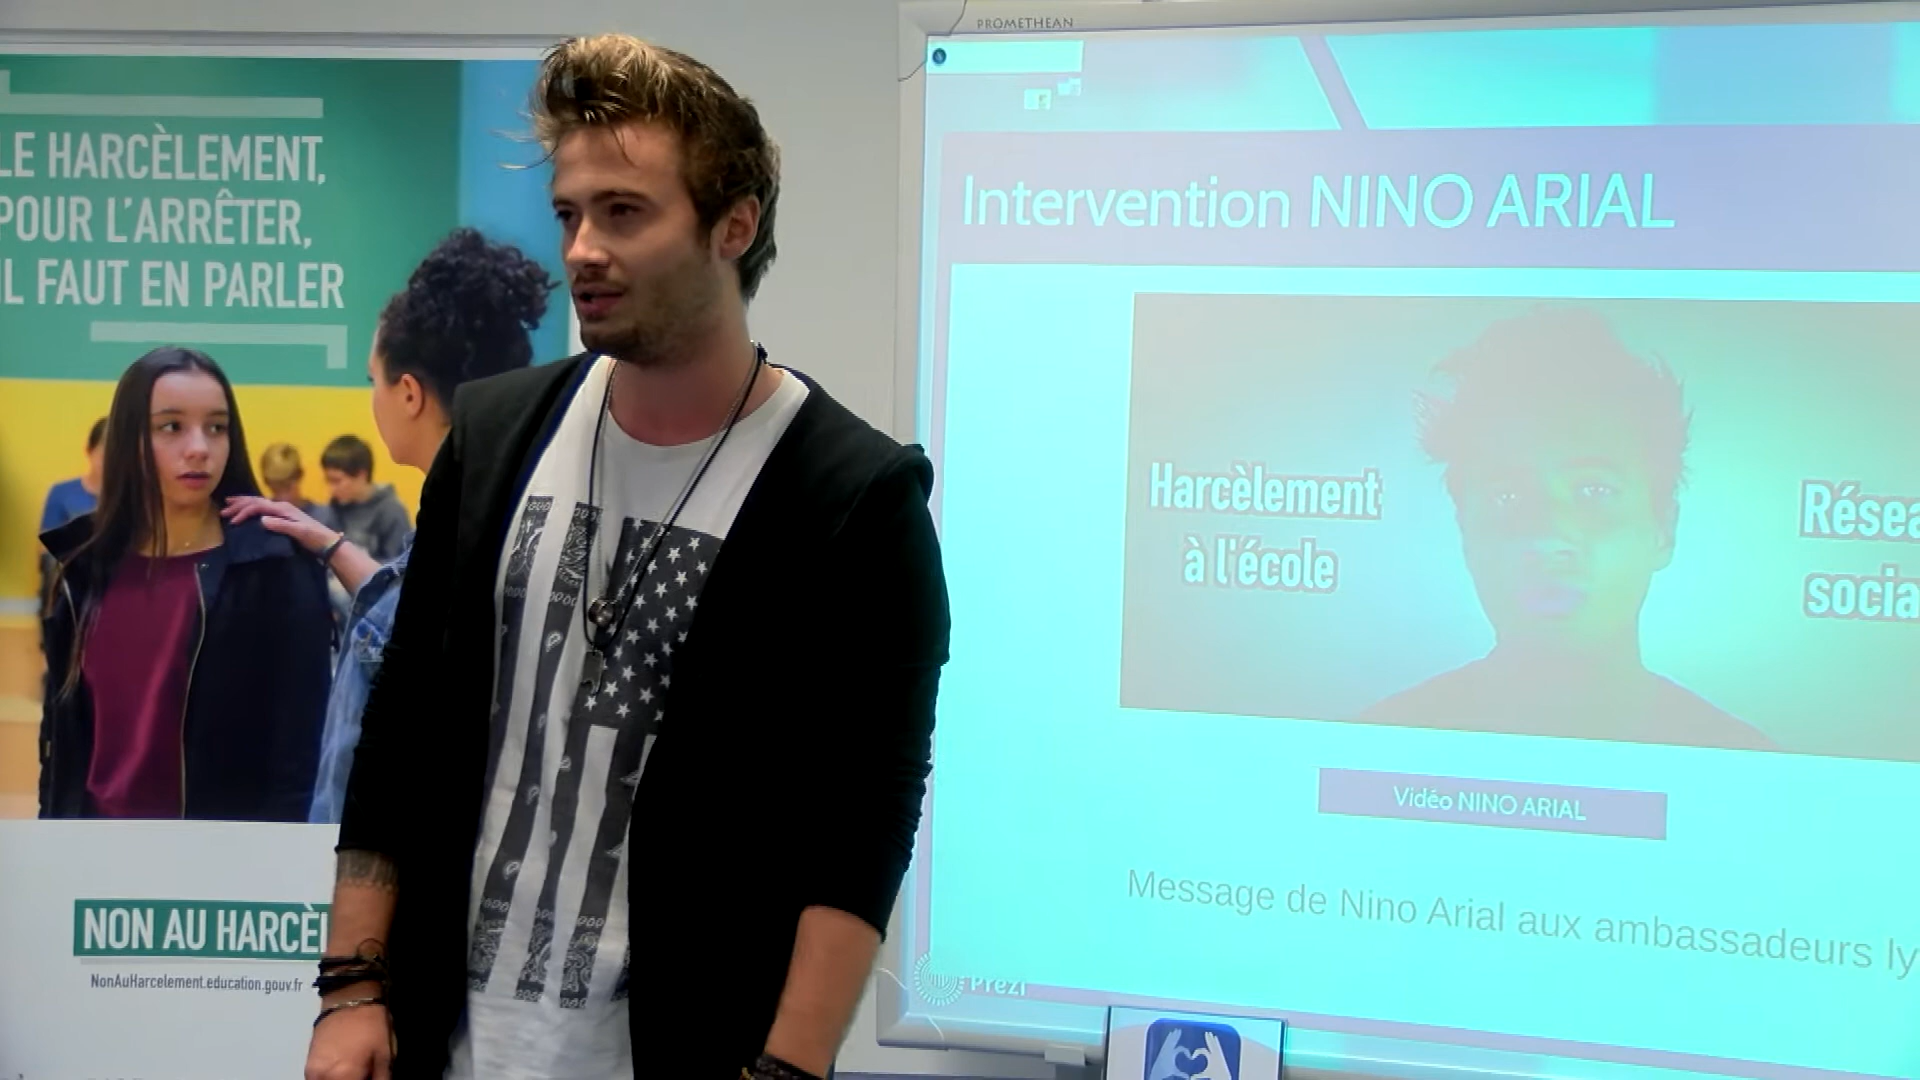 LE HARCÈLEMENT,
POUR L'ARRÊTER,
IL FAUT EN PARLER
NON AU HARCÈL
NonAuHarcelement.education.gouv.fr
PROMETHEAN
Intervention NINO ARIAL
Harcèlement
à l'école
Résea
socia
Vidéo NINO ARIAL
Message de Nino Arial aux ambassadeurs ly
Prezi